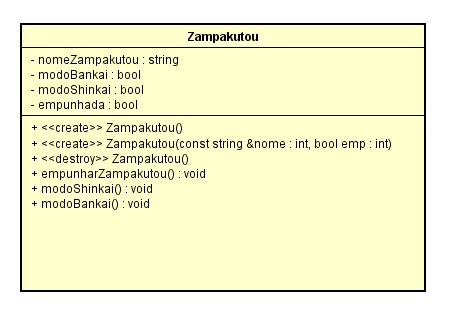 Zampakutou
- nomeZampakutou : string
- modoBankai : bool
- modoShinkai : bool
- empunhada : bool
+ <<create>> Zampakutou()
+ <<create>> Zampakutou(const string &nome : int, bool emp : int)
+ <<destroy>> Zampakutou()
+ empunharZampakutou() : void
+ modoShinkai() : void
+ modoBankai() : void